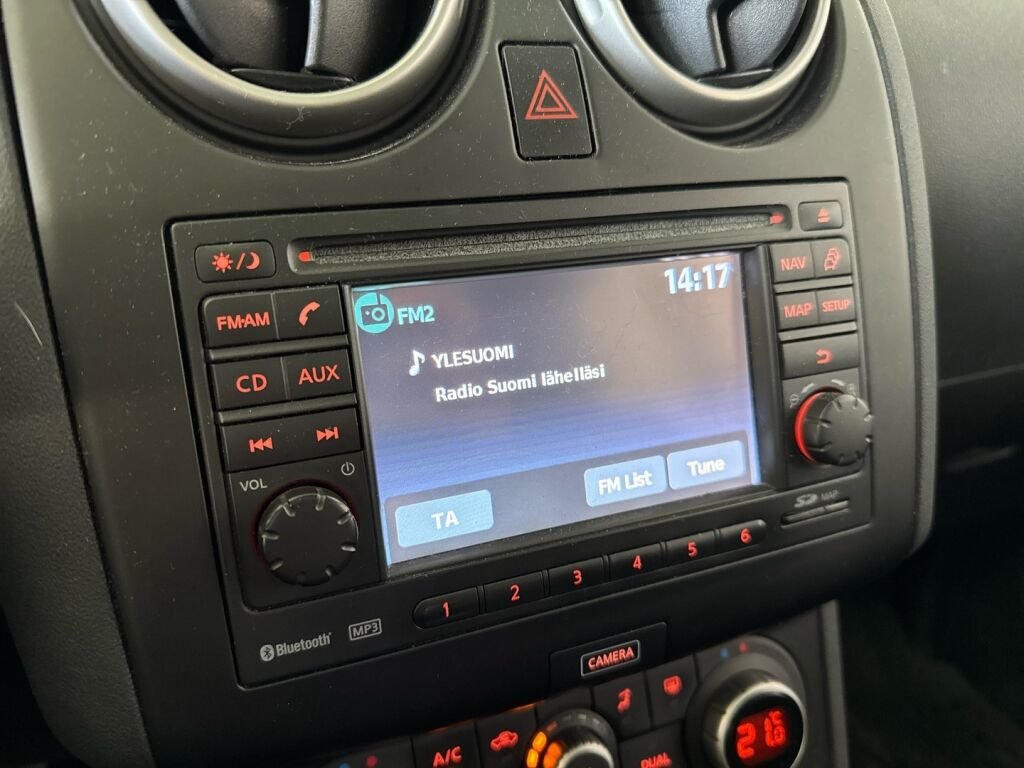 14:17
FM2
YLESUOMI
Radio Suomi lähelläsi
TA
FM List
Tune
FM·AM
CD
AUX
VOL
NAV
MAP
SETUP
SD MAP
1 2 3 4 5 6
Bluetooth
MP3
CAMERA
A/C
DUAL
21.5